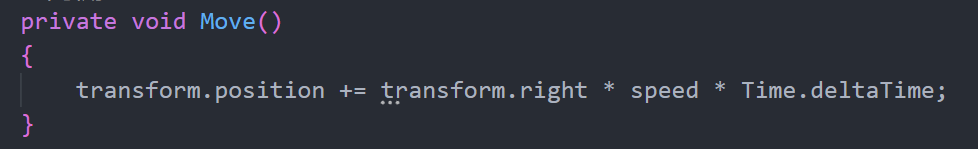 private void Move()
{
    transform.position += transform.right * speed * Time.deltaTime;
}